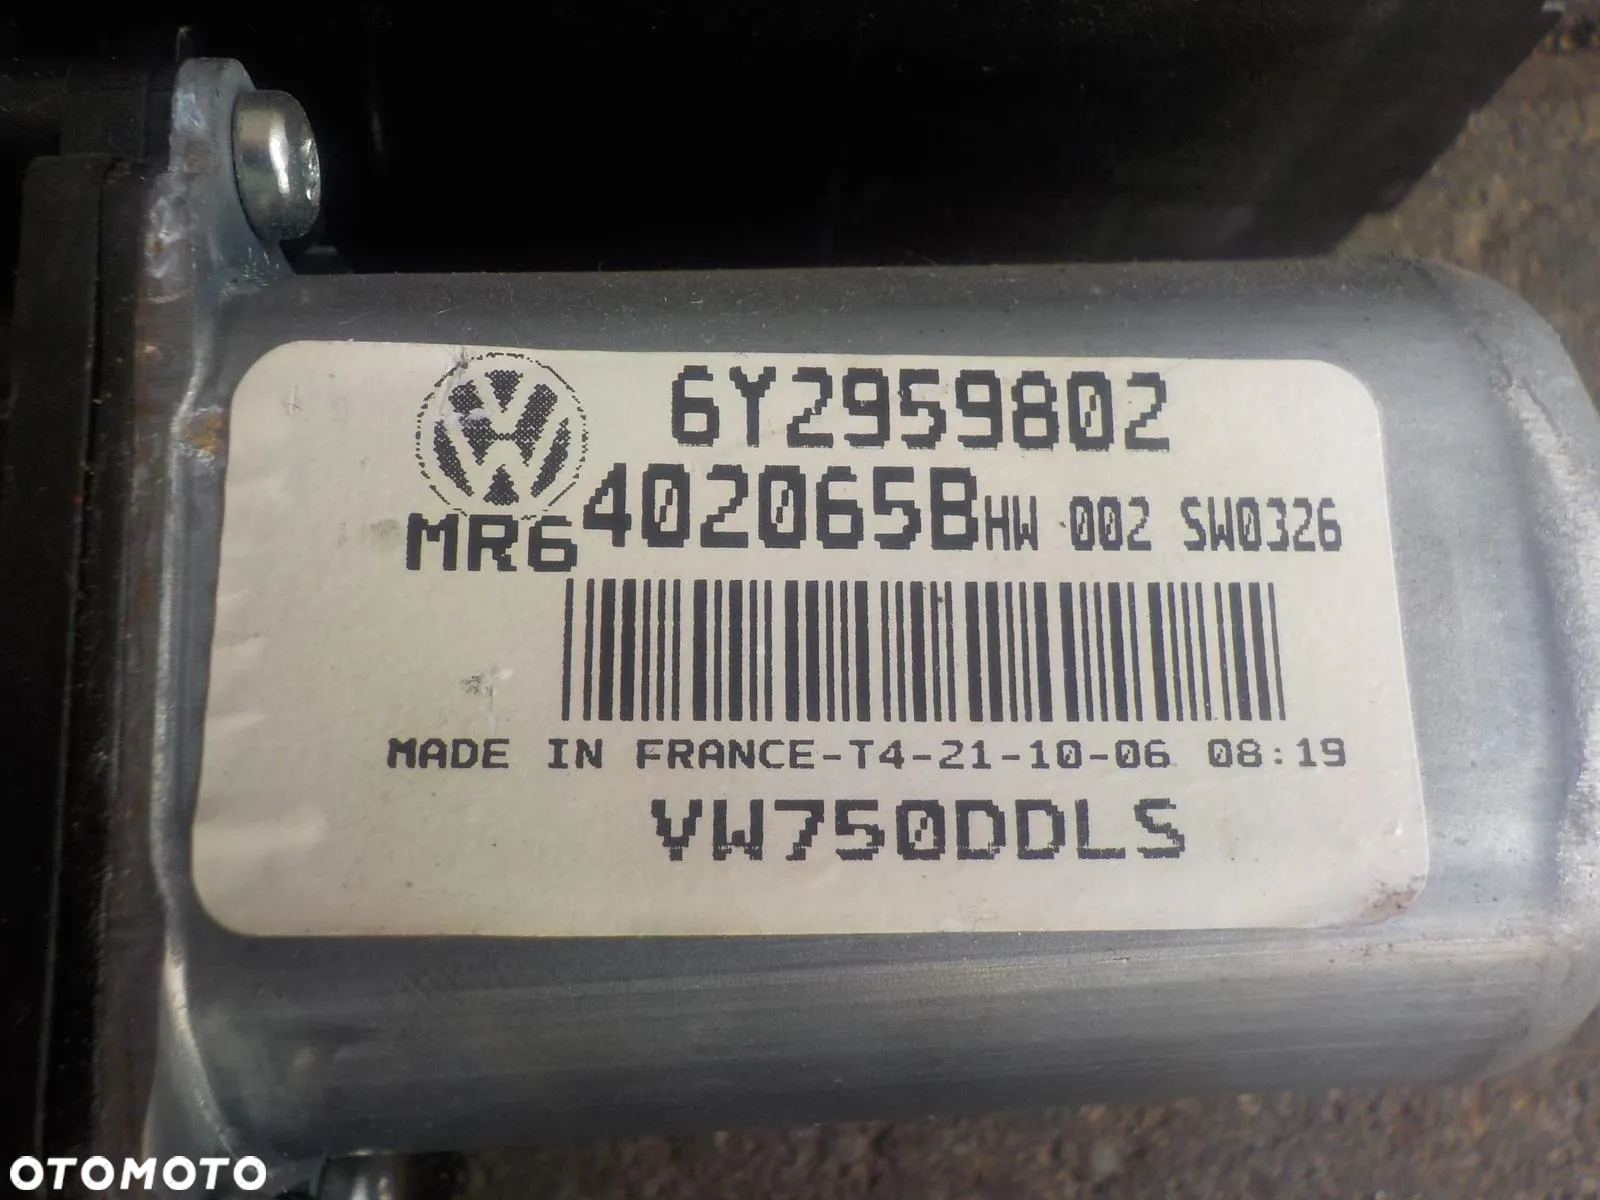 6Y2959802
402065B HW 002 SW0326
MR6
MADE IN FRANCE-T4-21-10-06 08:19
VW750DDLS
OTOMOTO